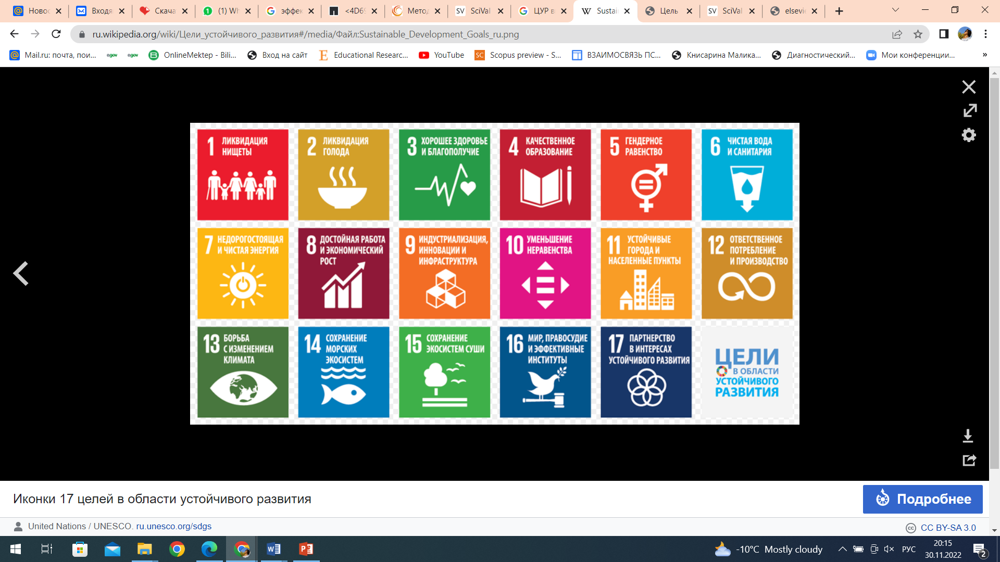 Новос
Входя
Скача
(1) Wh
эффек
<4D69
Метод
SciVal
ЦУР в
Sustai
Цель
SciVal
elsevie
ru.wikipedia.org/wiki/Цели_устойчивого_развития#/media/Файл:Sustainable_Development_Goals_ru.png
Mail.ru: почта, пои...
egov
egov
OnlineMektep - Bili...
Вход на сайт
Educational Researc...
YouTube
Scopus preview - S...
ВЗАИМОСВЯЗЬ ПС...
Книсарина Малика...
Диагностический...
Мои конференции...
»
1 ЛИКВИДАЦИЯ
НИЩЕТЫ
2 ЛИКВИДАЦИЯ
ГОЛОДА
3 ХОРОШЕЕ ЗДОРОВЬЕ
И БЛАГОПОЛУЧИЕ
4 КАЧЕСТВЕННОЕ
ОБРАЗОВАНИЕ
5 ГЕНДЕРНОЕ
РАВЕНСТВО
6 ЧИСТАЯ ВОДА
И САНИТАРИЯ
7 НЕДОРОГОСТОЯЩАЯ
И ЧИСТАЯ ЭНЕРГИЯ
8 ДОСТОЙНАЯ РАБОТА
И ЭКОНОМИЧЕСКИЙ
РОСТ
9 ИНДУСТРИАЛИЗАЦИЯ,
ИННОВАЦИИ И
ИНФРАСТРУКТУРА
10 УМЕНЬШЕНИЕ
НЕРАВЕНСТВА
11 УСТОЙЧИВЫЕ
ГОРОДА И
НАСЕЛЕННЫЕ ПУНКТЫ
12 ОТВЕТСТВЕННОЕ
ПОТРЕБЛЕНИЕ
И ПРОИЗВОДСТВО
13 БОРЬБА
С ИЗМЕНЕНИЕМ
КЛИМАТА
14 СОХРАНЕНИЕ
МОРСКИХ
ЭКОСИСТЕМ
15 СОХРАНЕНИЕ
ЭКОСИСТЕМ СУШИ
16 МИР, ПРАВОСУДИЕ
И ЭФФЕКТИВНЫЕ
ИНСТИТУТЫ
17 ПАРТНЕРСТВО
В ИНТЕРЕСАХ
УСТОЙЧИВОГО РАЗВИТИЯ
ЦЕЛИ
В ОБЛАСТИ
УСТОЙЧИВОГО
РАЗВИТИЯ
Иконки 17 целей в области устойчивого развития
Подробнее
United Nations / UNESCO. ru.unesco.org/sdgs
CC BY-SA 3.0
-10°C Mostly cloudy
РУС
20:15
30.11.2022
2